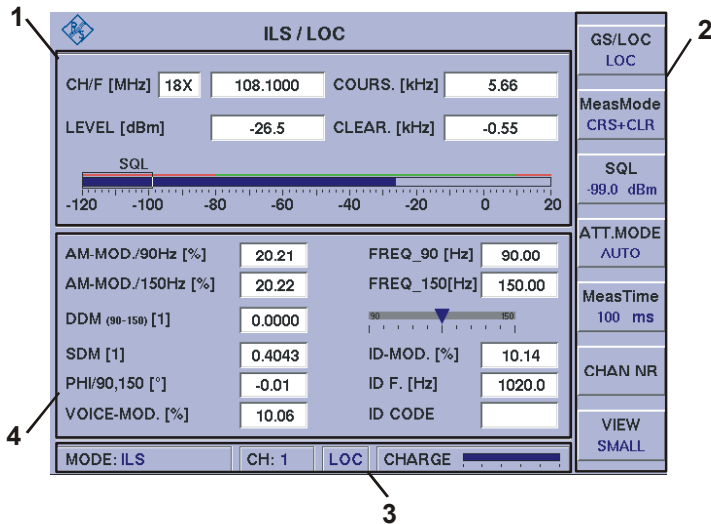 1
R&S
ILS / LOC
2
GS/LOC
LOC
CH/F [MHz] 18X 108.1000 COURS. [kHz] 5.66
MeasMode
CRS+CLR
LEVEL [dBm] -26.5 CLEAR. [kHz] -0.55
SQL
SQL
-99.0 dBm
-120 -100 -80 -60 -40 -20 0 20
ATT.MODE
AUTO
AM-MOD./90Hz [%] 20.21 FREQ_90 [Hz] 90.00
AM-MOD./150Hz [%] 20.22 FREQ_150[Hz] 150.00
MeasTime
100 ms
DDM (90-150) [1] 0.0000 90 150
SDM [1] 0.4043 ID-MOD. [%] 10.14
CHAN NR
PHI/90,150 [°] -0.01 ID F. [Hz] 1020.0
VOICE-MOD. [%] 10.06 ID CODE
VIEW
SMALL
4
MODE: ILS CH: 1 LOC CHARGE
3